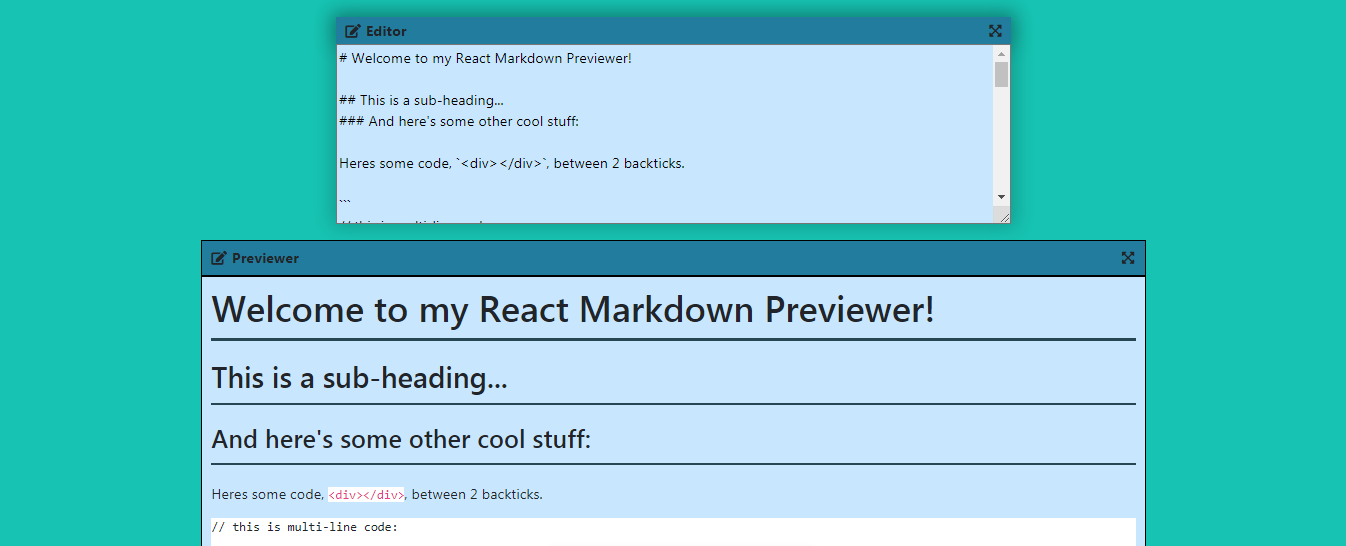 Editor
# Welcome to my React Markdown Previewer!
## This is a sub-heading...
### And here's some other cool stuff:
Heres some code, `<div></div>`, between 2 backticks.
```
Previewer
Welcome to my React Markdown Previewer!
This is a sub-heading...
And here's some other cool stuff:
Heres some code, <div></div>, between 2 backticks.
// this is multi-line code: